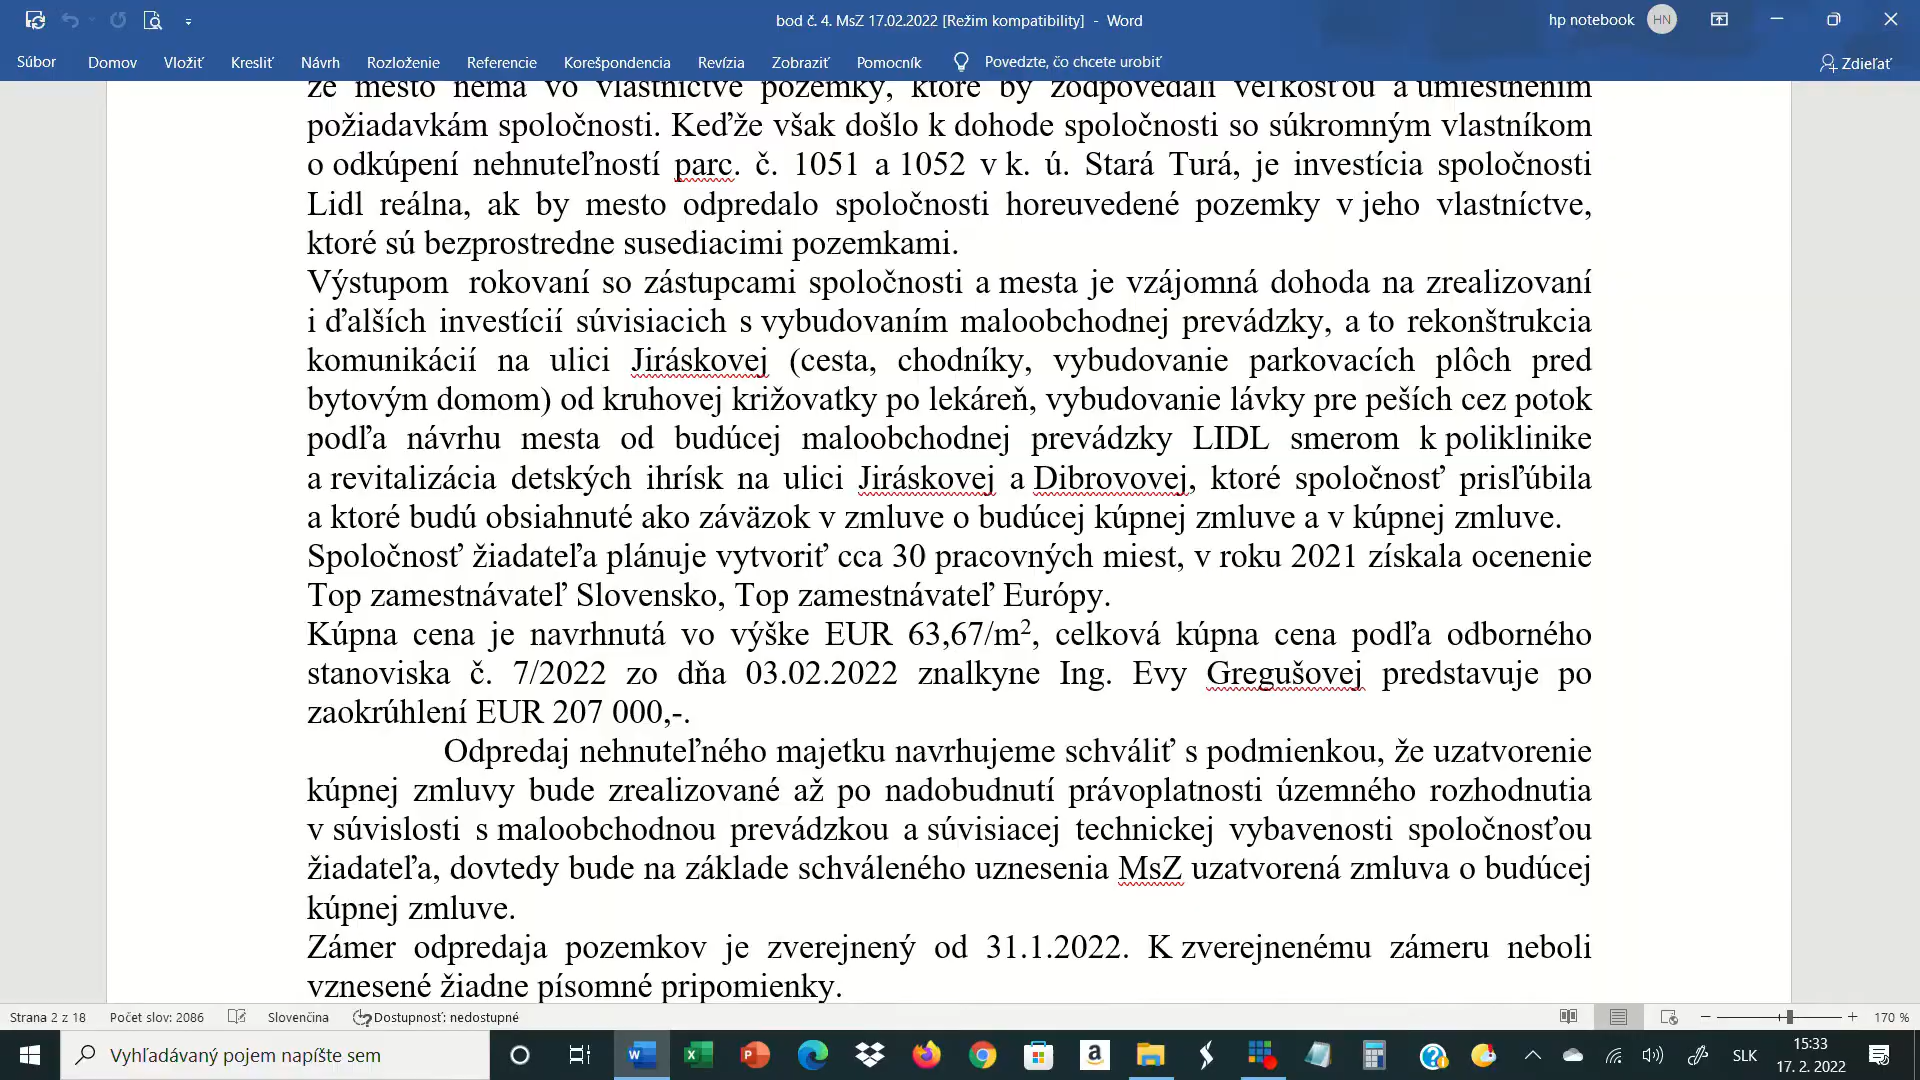 bod č. 4. MsZ 17.02.2022 [Režim kompatibility] - Word
hp notebook HN
Súbor Domov Vložiť Kresliť Návrh Rozloženie Referencie Korešpondencia Revízia Zobraziť Pomocník Povedzte, čo chcete urobiť Zdieľať
že mesto nemá vo vlastníctve pozemky, ktoré by zodpovedali veľkosťou a umiestnením
požiadavkám spoločnosti. Keďže však došlo k dohode spoločnosti so súkromným vlastníkom
o odkúpení nehnuteľností parc. č. 1051 a 1052 v k. ú. Stará Turá, je investícia spoločnosti
Lidl reálna, ak by mesto odpredalo spoločnosti horeuvedené pozemky v jeho vlastníctve,
ktoré sú bezprostredne susediacimi pozemkami.
Výstupom rokovaní so zástupcami spoločnosti a mesta je vzájomná dohoda na zrealizovaní
i ďalších investícií súvisiacich s vybudovaním maloobchodnej prevádzky, a to rekonštrukcia
komunikácií na ulici Jiráskovej (cesta, chodníky, vybudovanie parkovacích plôch pred
bytovým domom) od kruhovej križovatky po lekáreň, vybudovanie lávky pre peších cez potok
podľa návrhu mesta od budúcej maloobchodnej prevádzky LIDL smerom k poliklinike
a revitalizácia detských ihrísk na ulici Jiráskovej a Dibrovovej, ktoré spoločnosť prisľúbila
a ktoré budú obsiahnuté ako záväzok v zmluve o budúcej kúpnej zmluve a v kúpnej zmluve.
Spoločnosť žiadateľa plánuje vytvoriť cca 30 pracovných miest, v roku 2021 získala ocenenie
Top zamestnávateľ Slovensko, Top zamestnávateľ Európy.
Kúpna cena je navrhnutá vo výške EUR 63,67/m², celková kúpna cena podľa odborného
stanoviska č. 7/2022 zo dňa 03.02.2022 znalkyne Ing. Evy Gregušovej predstavuje po
zaokrúhlení EUR 207 000,-.
Odpredaj nehnuteľného majetku navrhujeme schváliť s podmienkou, že uzatvorenie
kúpnej zmluvy bude zrealizované až po nadobudnutí právoplatnosti územného rozhodnutia
v súvislosti s maloobchodnou prevádzkou a súvisiacej technickej vybavenosti spoločnosťou
žiadateľa, dovtedy bude na základe schváleného uznesenia MsZ uzatvorená zmluva o budúcej
kúpnej zmluve.
Zámer odpredaja pozemkov je zverejnený od 31.1.2022. K zverejnenému zámeru neboli
vznesené žiadne písomné pripomienky.
Strana 2 z 18 Počet slov: 2086 Slovenčina Dostupnosť: nedostupné 170 %
Vyhľadávaný pojem napíšte sem SLK 15:33
17. 2. 2022